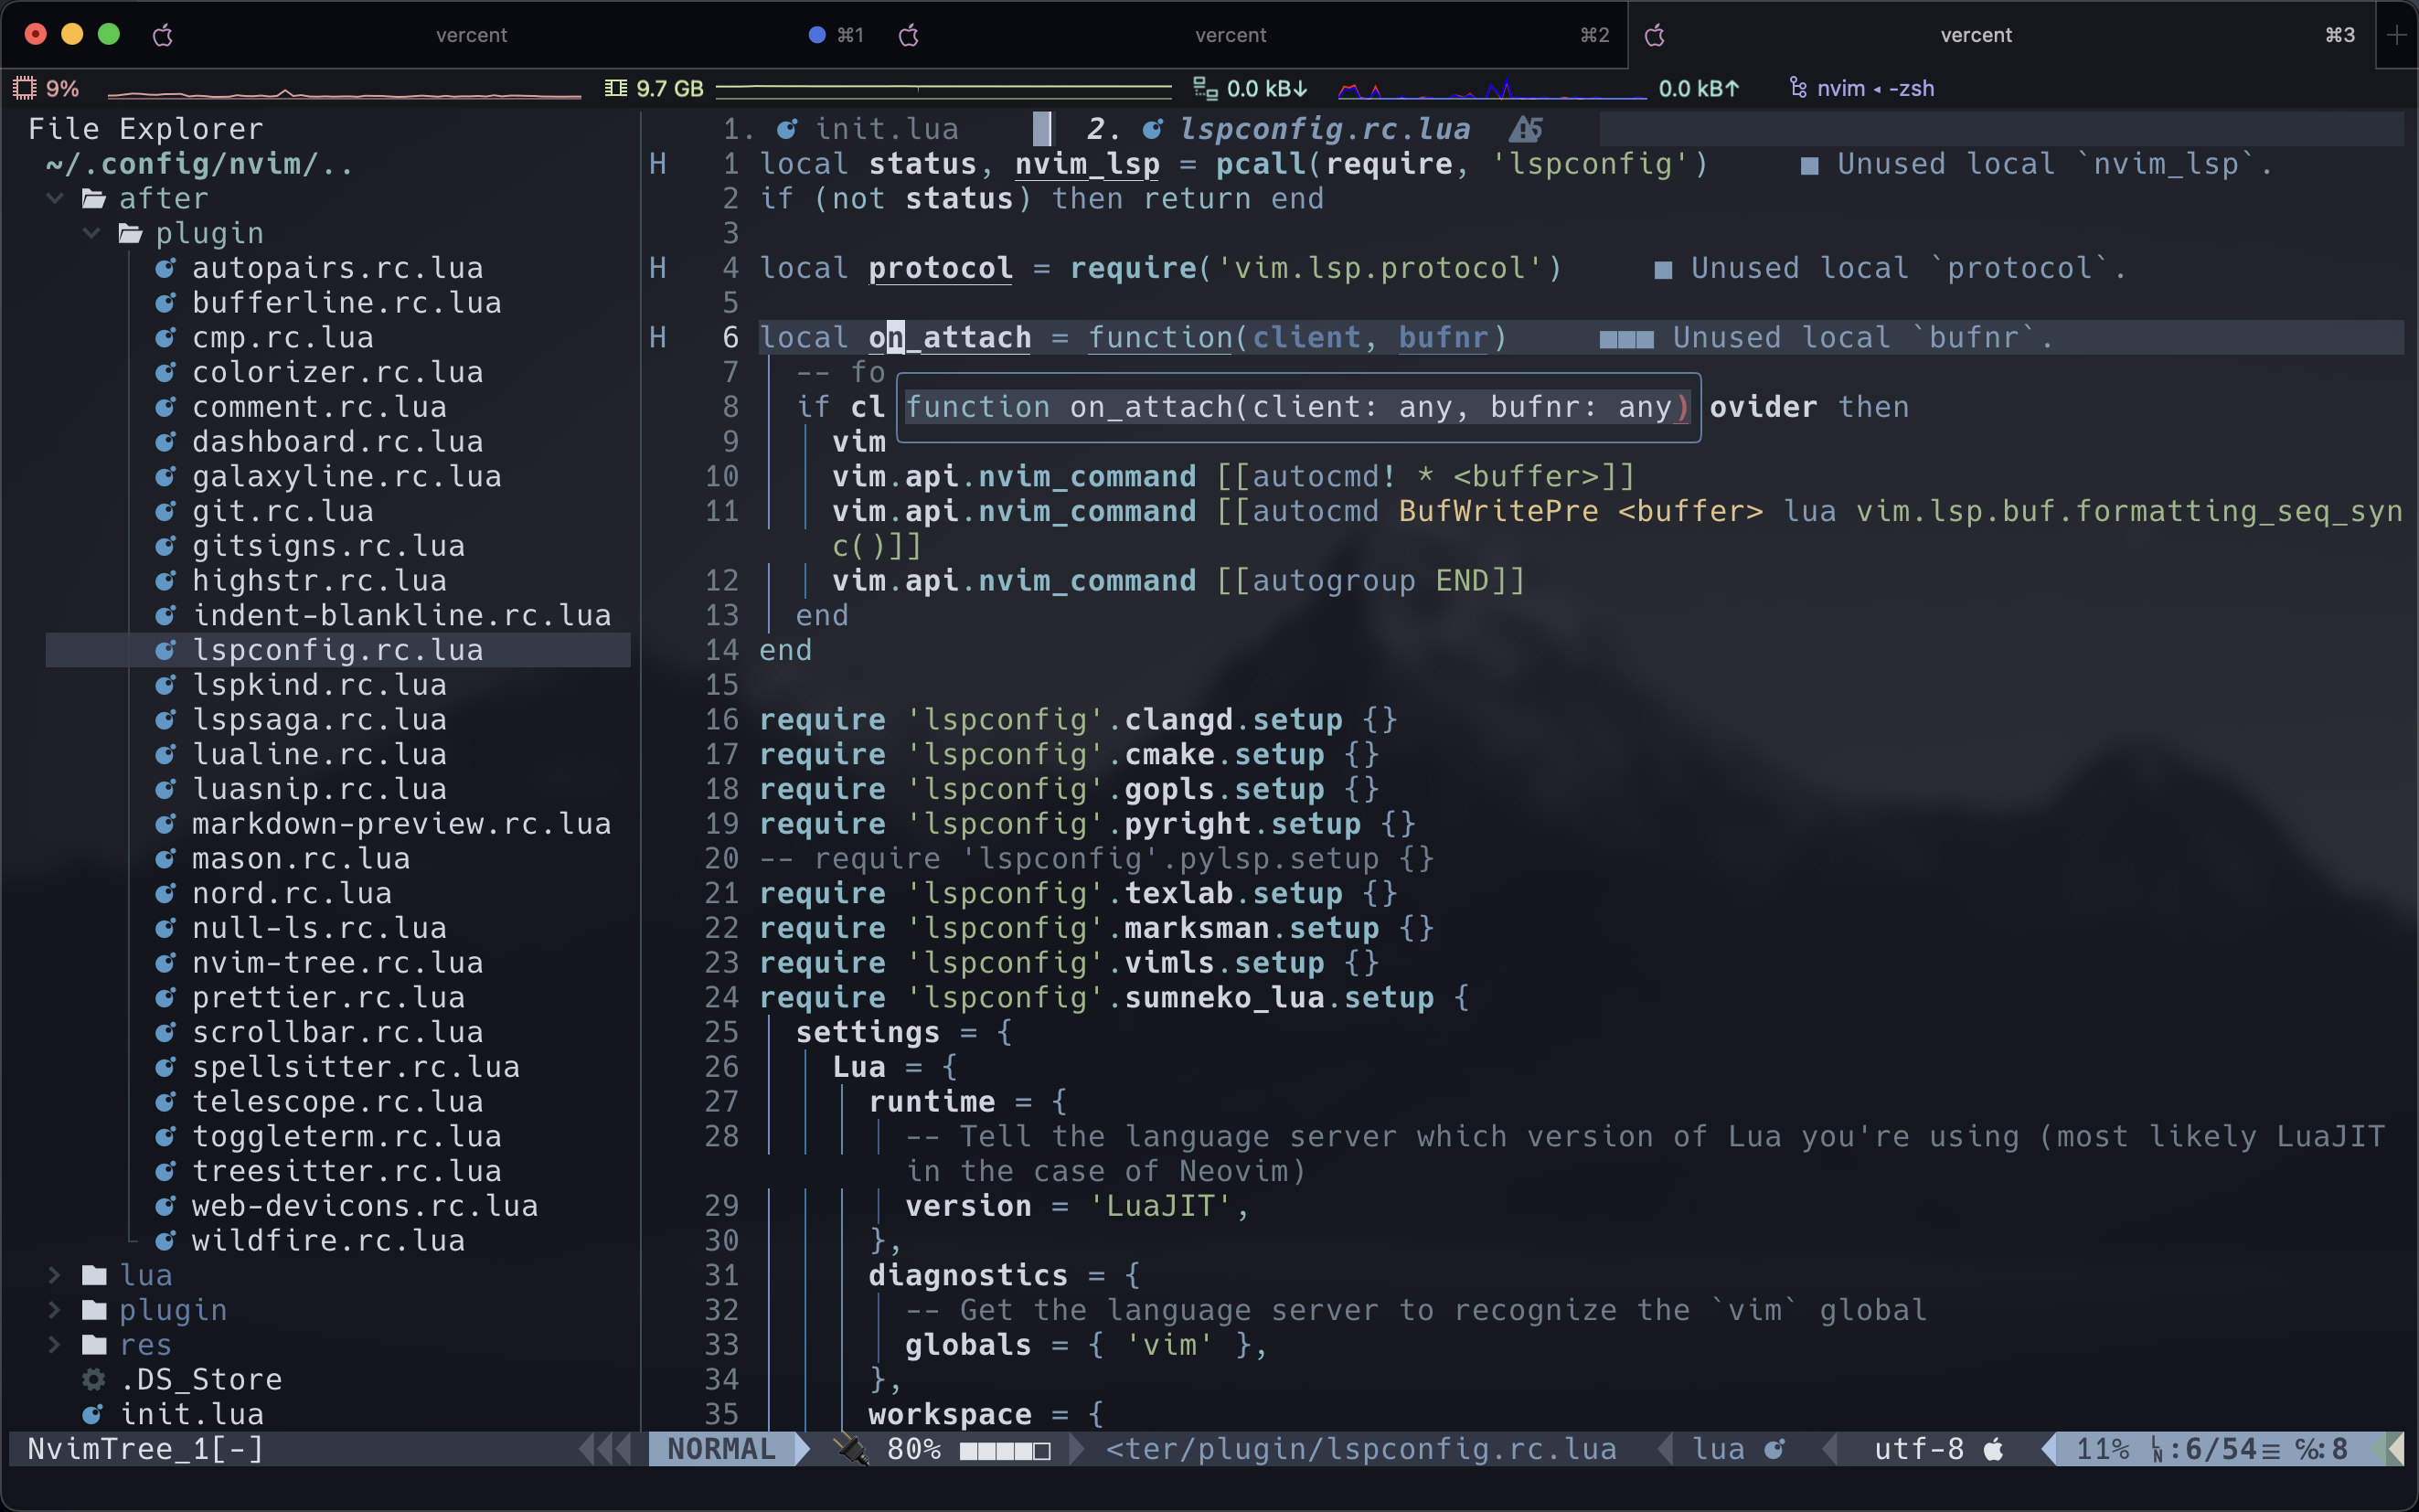 vercent ⌘1 vercent ⌘2 vercent ⌘3
9% 9.7 GB 0.0 kB↓ 0.0 kB↑ nvim ◂ -zsh
File Explorer
~/.config/nvim/..
after
plugin
autopairs.rc.lua
bufferline.rc.lua
cmp.rc.lua
colorizer.rc.lua
comment.rc.lua
dashboard.rc.lua
galaxyline.rc.lua
git.rc.lua
gitsigns.rc.lua
highstr.rc.lua
indent-blankline.rc.lua
lspconfig.rc.lua
lspkind.rc.lua
lspsaga.rc.lua
lualine.rc.lua
luasnip.rc.lua
markdown-preview.rc.lua
mason.rc.lua
nord.rc.lua
null-ls.rc.lua
nvim-tree.rc.lua
prettier.rc.lua
scrollbar.rc.lua
spellsitter.rc.lua
telescope.rc.lua
toggleterm.rc.lua
treesitter.rc.lua
web-devicons.rc.lua
wildfire.rc.lua
lua
plugin
res
.DS_Store
init.lua
1. init.lua 2. lspconfig.rc.lua 5
H 1 local status, nvim_lsp = pcall(require, 'lspconfig') ■ Unused local `nvim_lsp`.
2 if (not status) then return end
3
H 4 local protocol = require('vim.lsp.protocol') ■ Unused local `protocol`.
5
H 6 local on_attach = function(client, bufnr) ■■■ Unused local `bufnr`.
7 -- fo
8 if cl function on_attach(client: any, bufnr: any) ovider then
9 vim
10 vim.api.nvim_command [[autocmd! * <buffer>]]
11 vim.api.nvim_command [[autocmd BufWritePre <buffer> lua vim.lsp.buf.formatting_seq_syn
c()]]
12 vim.api.nvim_command [[autogroup END]]
13 end
14 end
15
16 require 'lspconfig'.clangd.setup {}
17 require 'lspconfig'.cmake.setup {}
18 require 'lspconfig'.gopls.setup {}
19 require 'lspconfig'.pyright.setup {}
20 -- require 'lspconfig'.pylsp.setup {}
21 require 'lspconfig'.texlab.setup {}
22 require 'lspconfig'.marksman.setup {}
23 require 'lspconfig'.vimls.setup {}
24 require 'lspconfig'.sumneko_lua.setup {
25 settings = {
26 Lua = {
27 runtime = {
28 -- Tell the language server which version of Lua you're using (most likely LuaJIT
in the case of Neovim)
29 version = 'LuaJIT',
30 },
31 diagnostics = {
32 -- Get the language server to recognize the `vim` global
33 globals = { 'vim' },
34 },
35 workspace = {
NvimTree_1[-] NORMAL 80% ■■■■□ <ter/plugin/lspconfig.rc.lua lua utf-8 11% LN:6/54≡ ℅:8